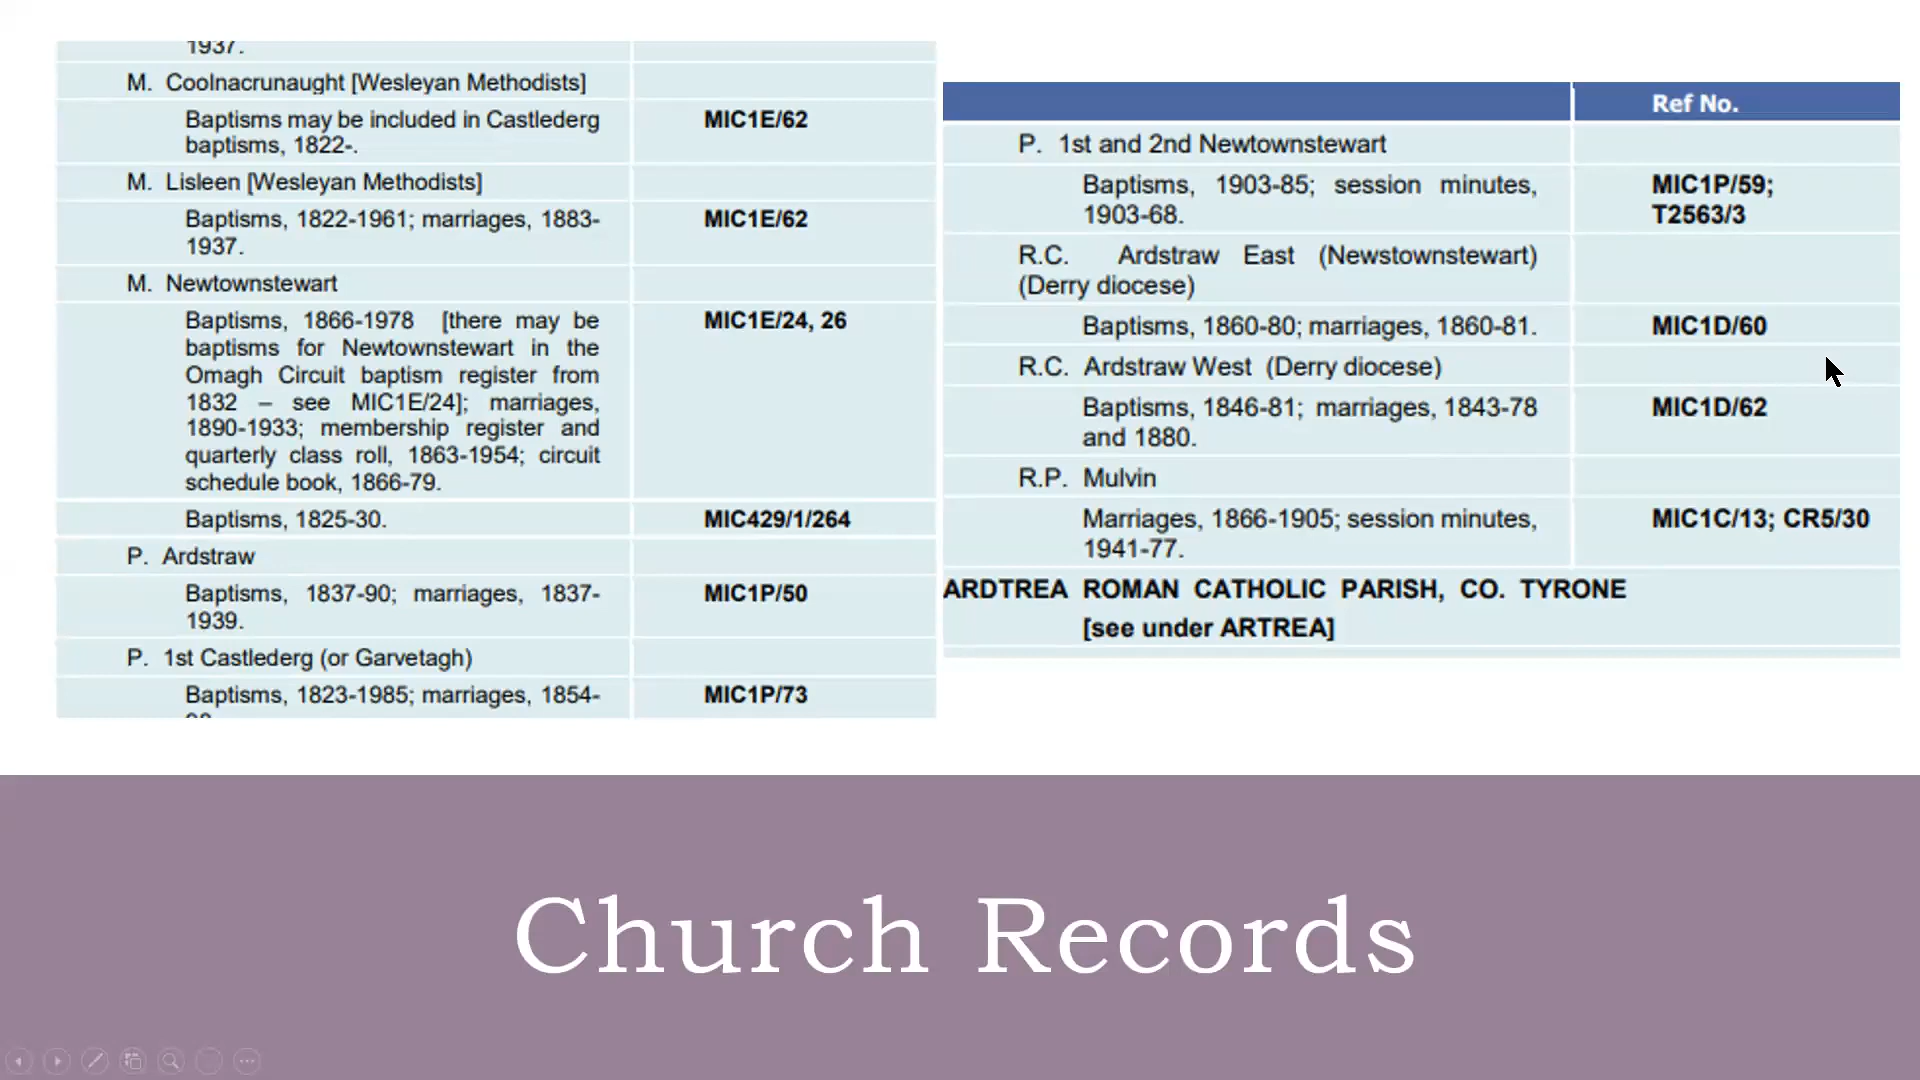 1937.
M. Coolnacrunaught [Wesleyan Methodists]
Baptisms may be included in Castlederg MIC1E/62
baptisms, 1822-.
M. Lisleen [Wesleyan Methodists]
Baptisms, 1822-1961; marriages, 1883- MIC1E/62
1937.
M. Newtownstewart
Baptisms, 1866-1978 [there may be MIC1E/24, 26
baptisms for Newtownstewart in the
Omagh Circuit baptism register from
1832 – see MIC1E/24]; marriages,
1890-1933; membership register and
quarterly class roll, 1863-1954; circuit
schedule book, 1866-79.
Baptisms, 1825-30. MIC429/1/264
P. Ardstraw
Baptisms, 1837-90; marriages, 1837- MIC1P/50
1939.
P. 1st Castlederg (or Garvetagh)
Baptisms, 1823-1985; marriages, 1854- MIC1P/73
Ref No.
P. 1st and 2nd Newtownstewart
Baptisms, 1903-85; session minutes, MIC1P/59;
1903-68. T2563/3
R.C. Ardstraw East (Newstownstewart)
(Derry diocese)
Baptisms, 1860-80; marriages, 1860-81. MIC1D/60
R.C. Ardstraw West (Derry diocese)
Baptisms, 1846-81; marriages, 1843-78 MIC1D/62
and 1880.
R.P. Mulvin
Marriages, 1866-1905; session minutes, MIC1C/13; CR5/30
1941-77.
ARDTREA ROMAN CATHOLIC PARISH, CO. TYRONE
[see under ARTREA]
Church Records